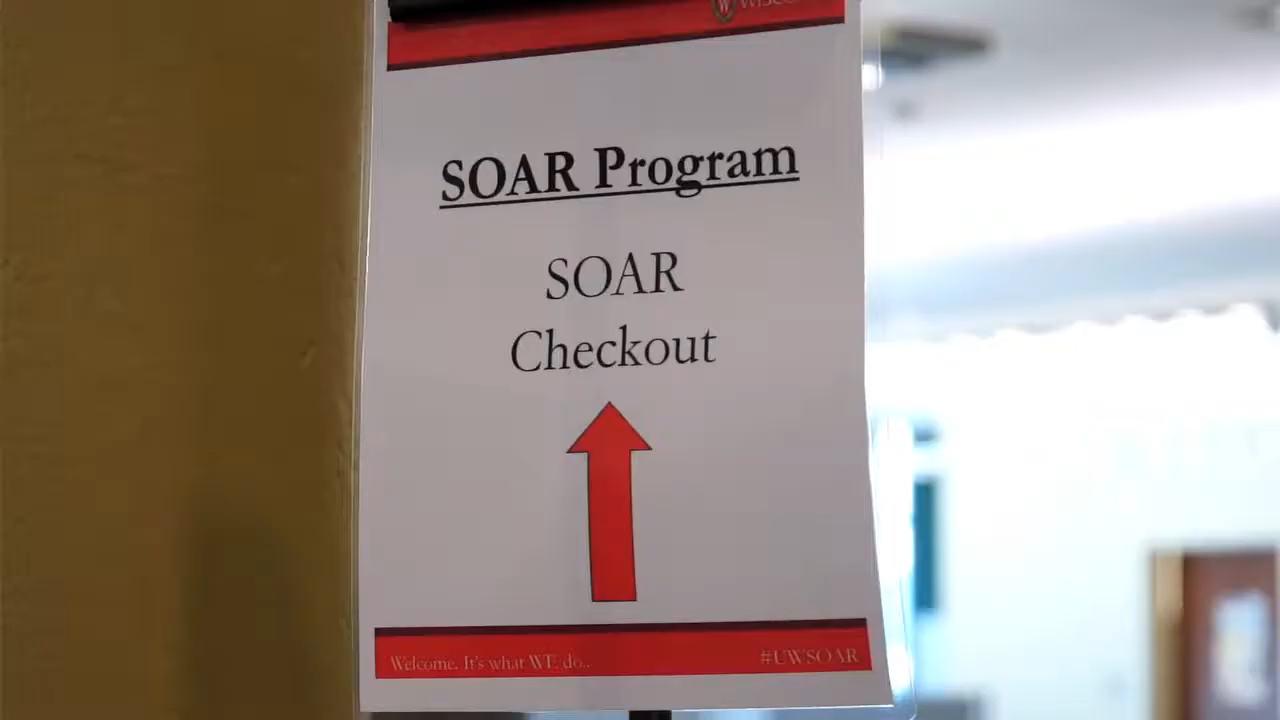 SOAR Program
SOAR
Checkout
Welcome. It's what WE do..
#UWSOAR